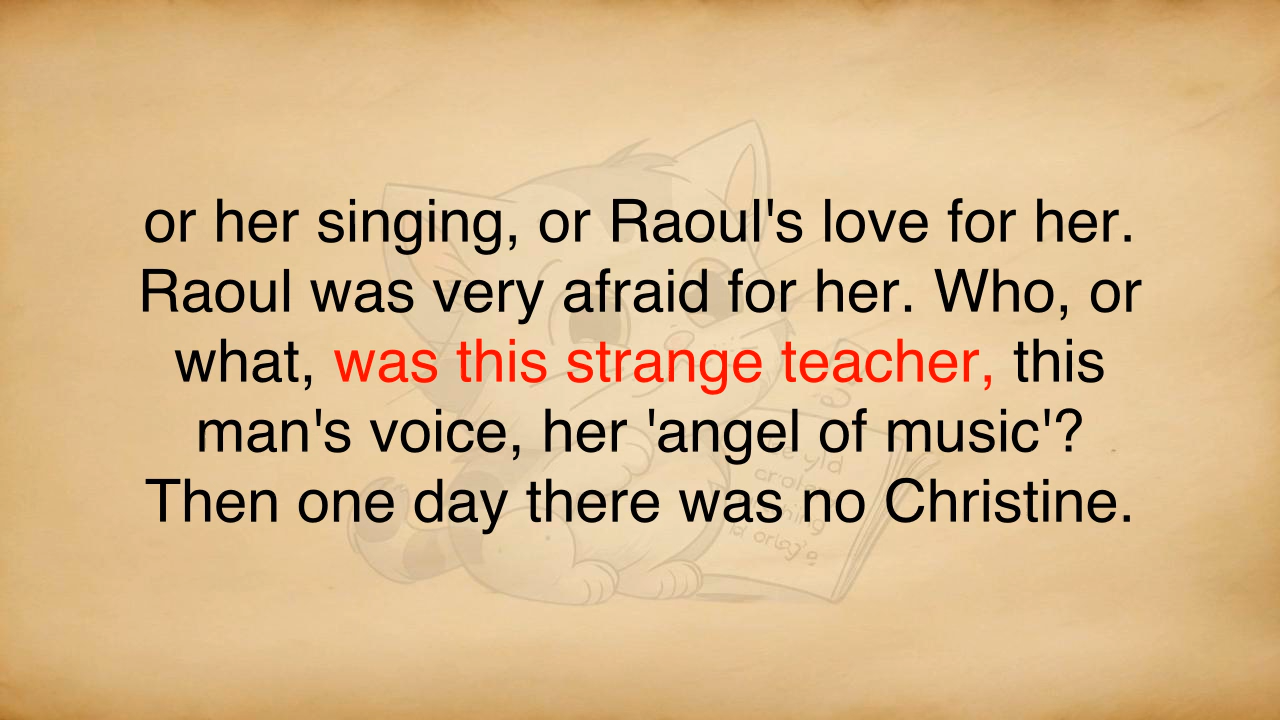 or her singing, or Raoul's love for her.
Raoul was very afraid for her. Who, or
what, was this strange teacher, this
man's voice, her 'angel of music'?
Then one day there was no Christine.